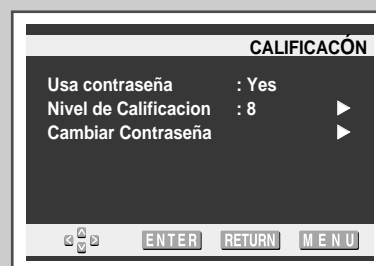 CALIFICACÓN
Usa contraseña : Yes
Nivel de Calificacion : 8
Cambiar Contraseña
ENTER RETURN MENU